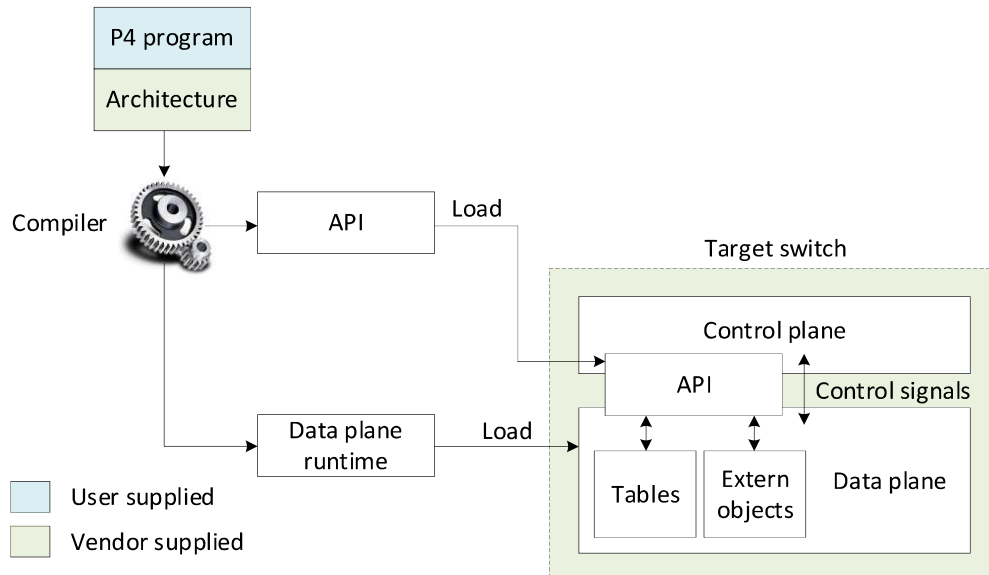 P4 program
Architecture
Compiler
API
Load
Target switch
Control plane
API
Control signals
Data plane
runtime
Load
Tables
Extern
objects
Data plane
User supplied
Vendor supplied